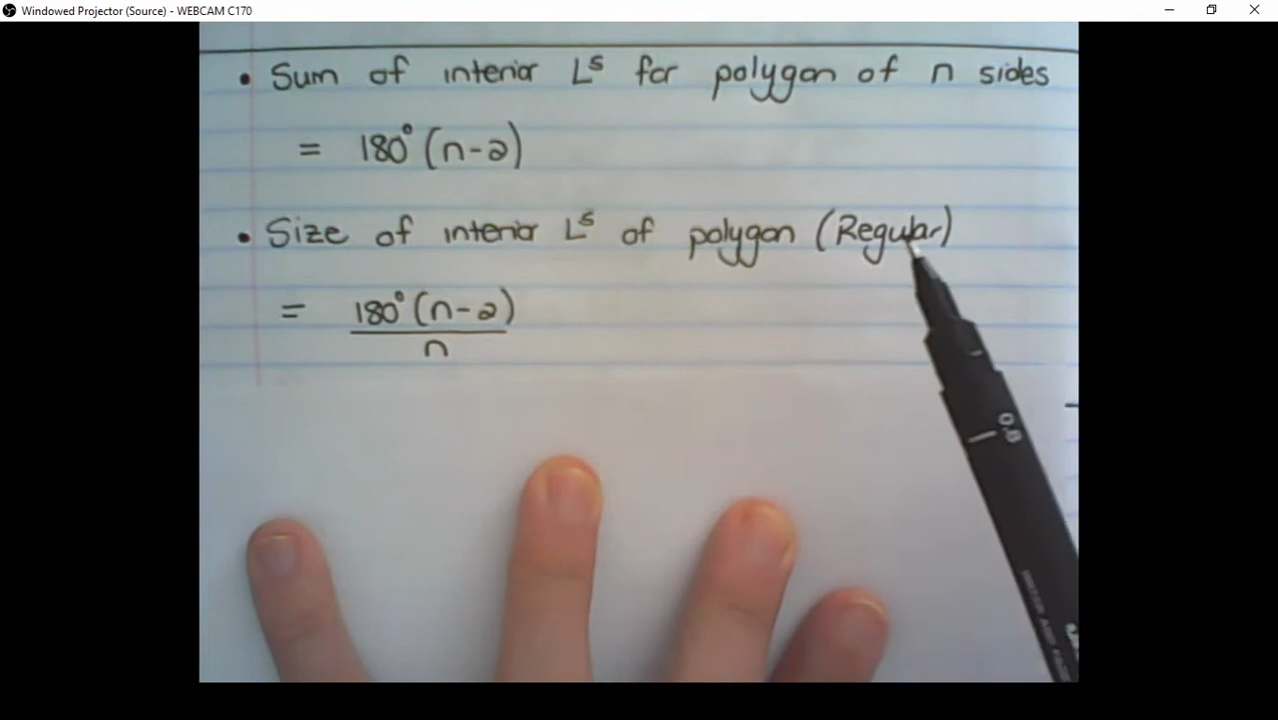 Windowed Projector (Source) - WEBCAM C170
• Sum of interior L^s for polygon of n sides
= 180° (n-2)
• Size of interior L^s of polygon (Regular)
= 180° (n-2)
n
0.8